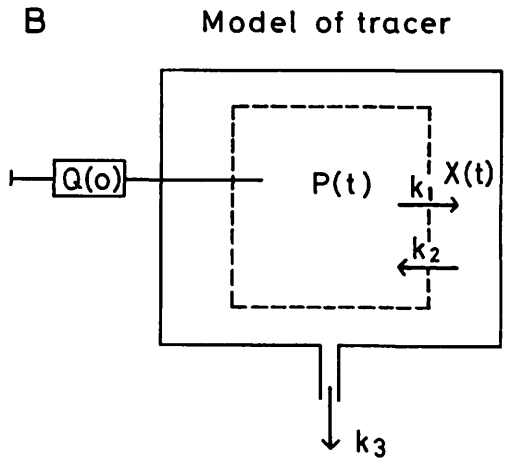 B Model of tracer
Q(o)
P(t)
k1
X(t)
k2
k3